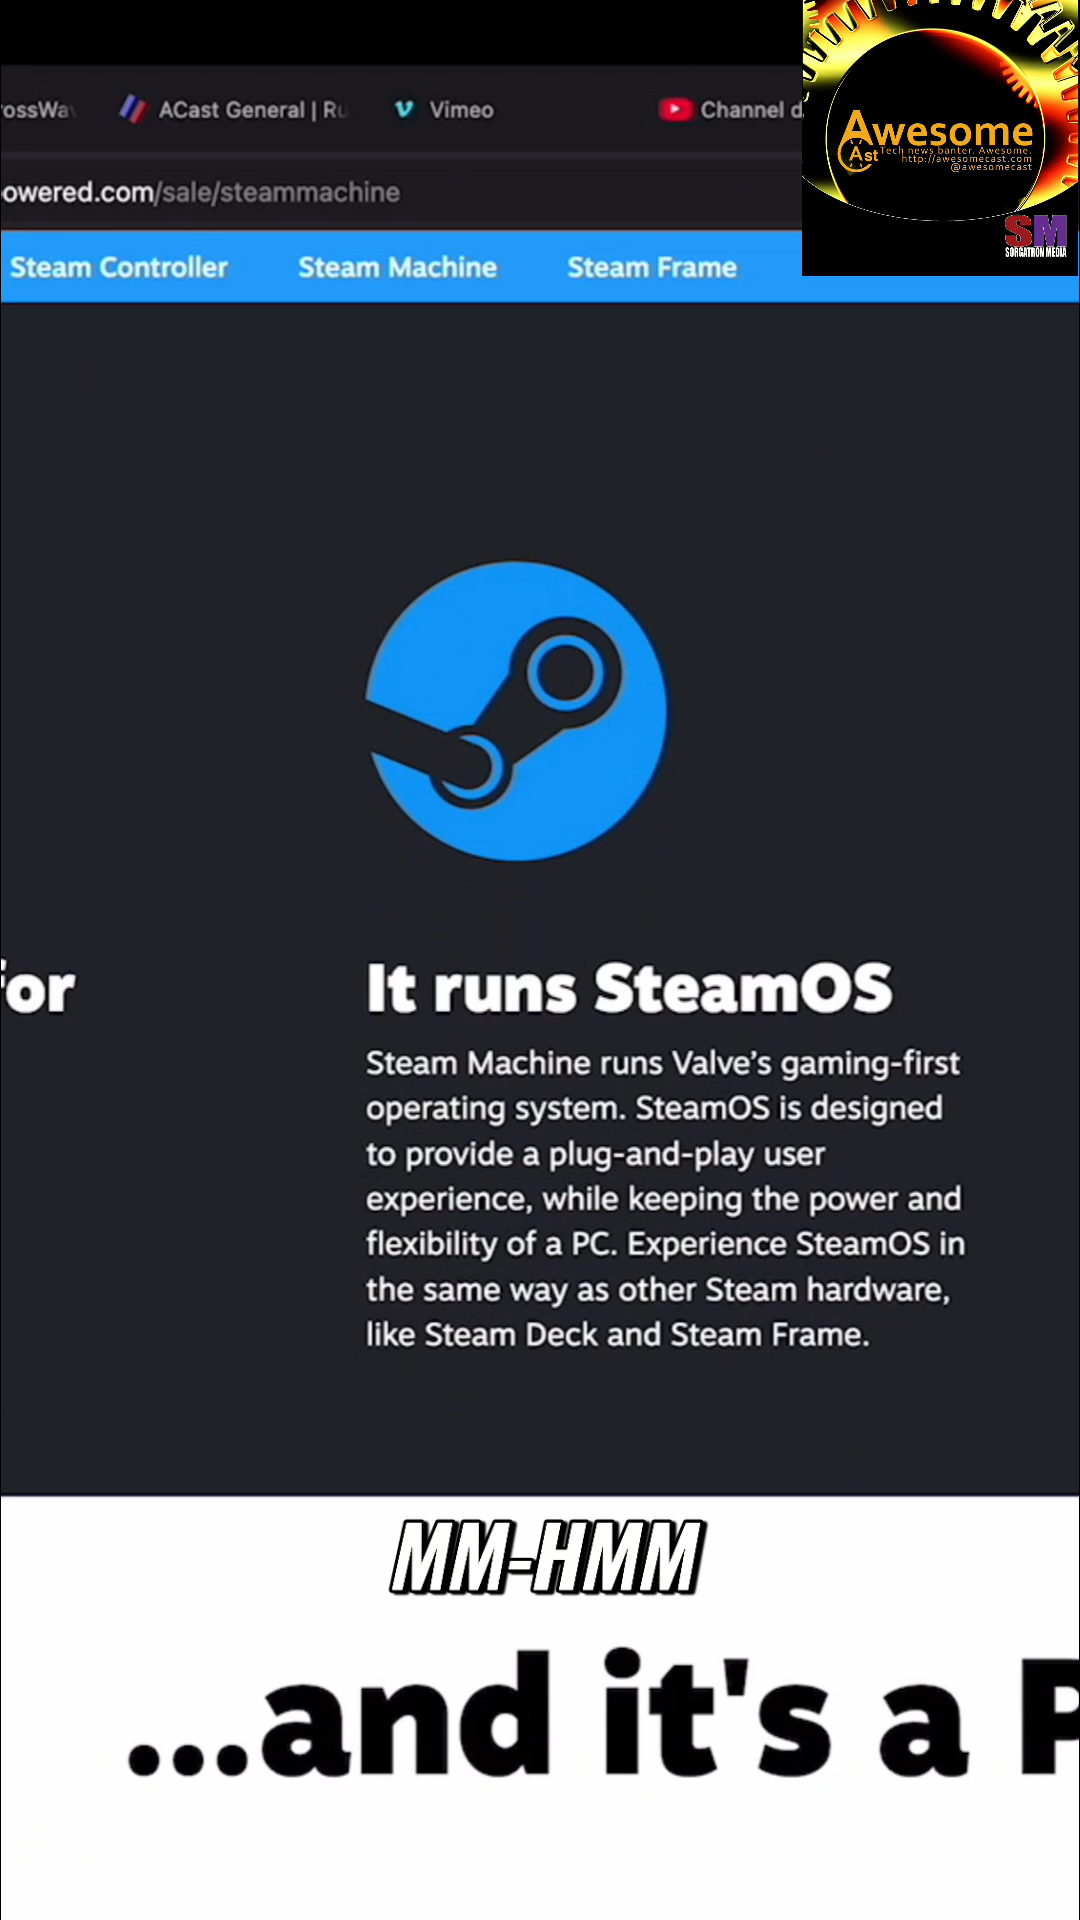 ACast General | Ru
Vimeo
Channel d
owered.com/sale/steammachine
Awesome
Ast
Tech news banter. Awesome.
http://awesomecast.com
@awesomecast
SM
SORGATRON MEDIA
Steam Controller
Steam Machine
Steam Frame
for
It runs SteamOS
Steam Machine runs Valve’s gaming-first
operating system. SteamOS is designed
to provide a plug-and-play user
experience, while keeping the power and
flexibility of a PC. Experience SteamOS in
the same way as other Steam hardware,
like Steam Deck and Steam Frame.
MM-HMM
...and it's a P